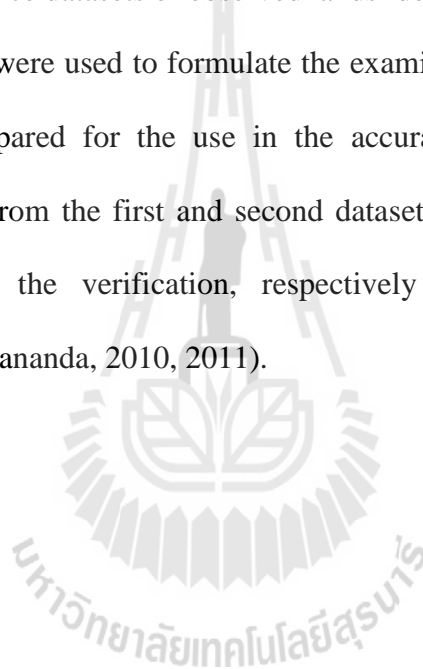 were used to formulate the exami
pared for the use in the accura
from the first and second dataset
the verification, respectively
ananda, 2010, 2011).
มหาวิทยาลัยเทคโนโลยีสุรนารี